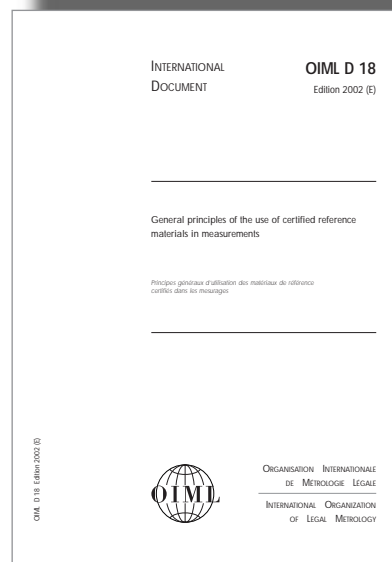 INTERNATIONAL
DOCUMENT
OIML D 18
Edition 2002 (E)
General principles of the use of certified reference
materials in measurements
Principes généraux d'utilisation des matériaux de référence
certifiés dans les mesurages
OIML D 18 Edition 2002 (E)
OIML
ORGANISATION INTERNATIONALE
DE MÉTROLOGIE LÉGALE
INTERNATIONAL ORGANIZATION
OF LEGAL METROLOGY